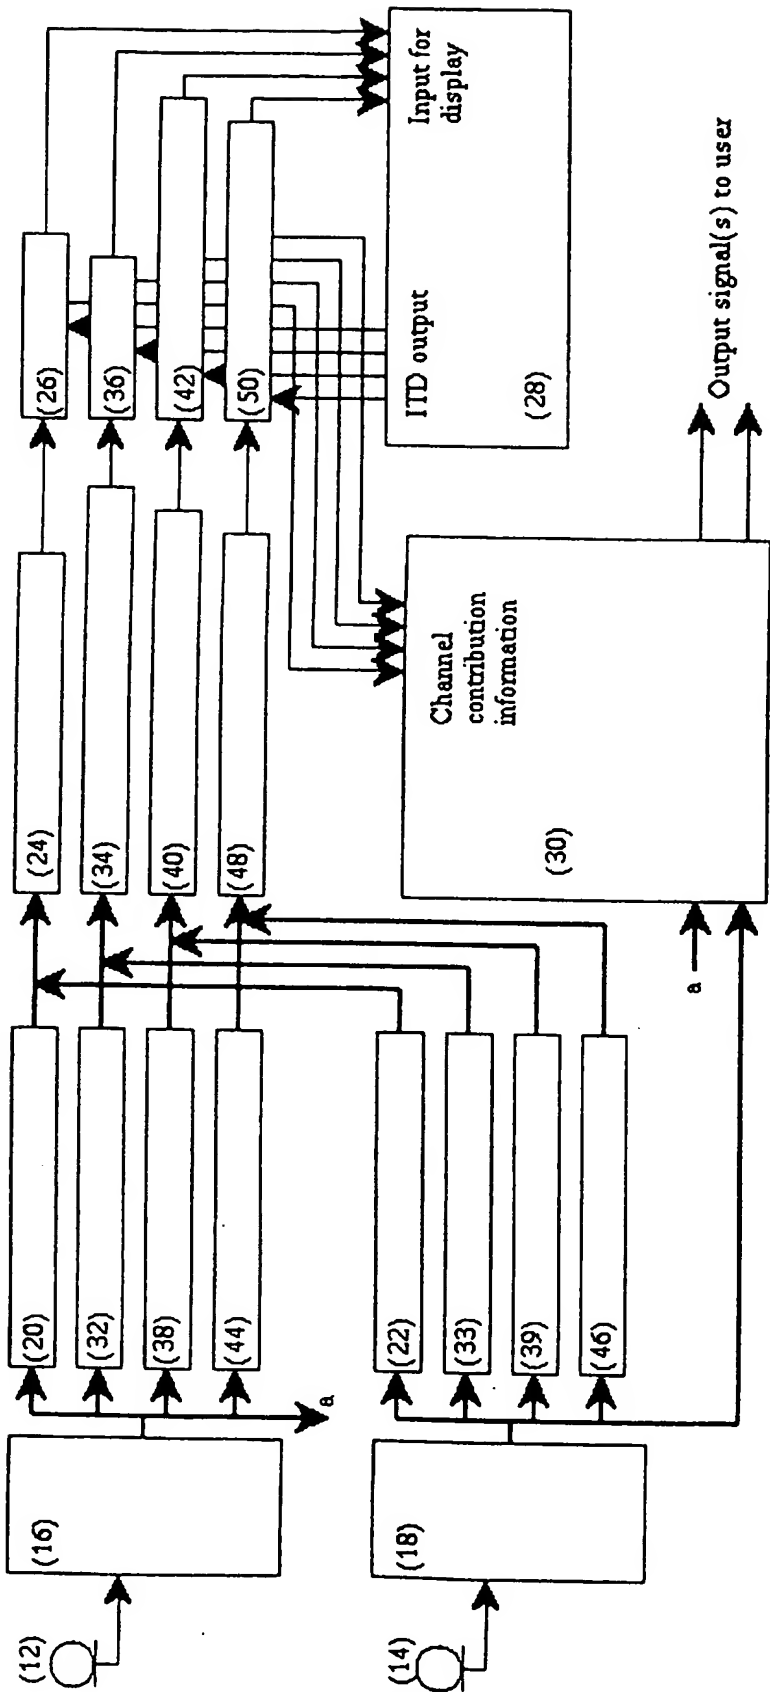 (12)
(16)
(20)
(32)
(38)
(44)
a
(14)
(18)
(22)
(33)
(39)
(46)
(24)
(34)
(40)
(48)
(26)
(36)
(42)
(50)
ITD output
Input for
display
(28)
Channel
contribution
information
(30)
a
Output signal(s) to user